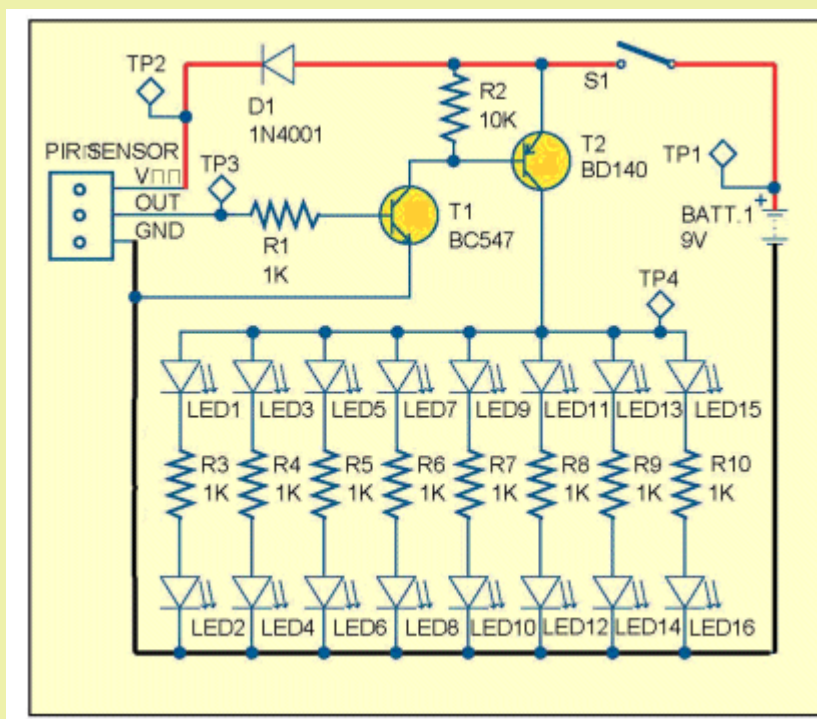 TP2
D1
1N4001
R2
10K
S1
T2
BD140
TP1
PIR SENSOR
V
TP3
OUT
GND
R1
1K
T1
BC547
+
BATT.1
9V
TP4
LED1 LED3 LED5 LED7 LED9 LED11 LED13 LED15
R3 R4 R5 R6 R7 R8 R9 R10
1K 1K 1K 1K 1K 1K 1K 1K
LED2 LED4 LED6 LED8 LED10 LED12 LED14 LED16